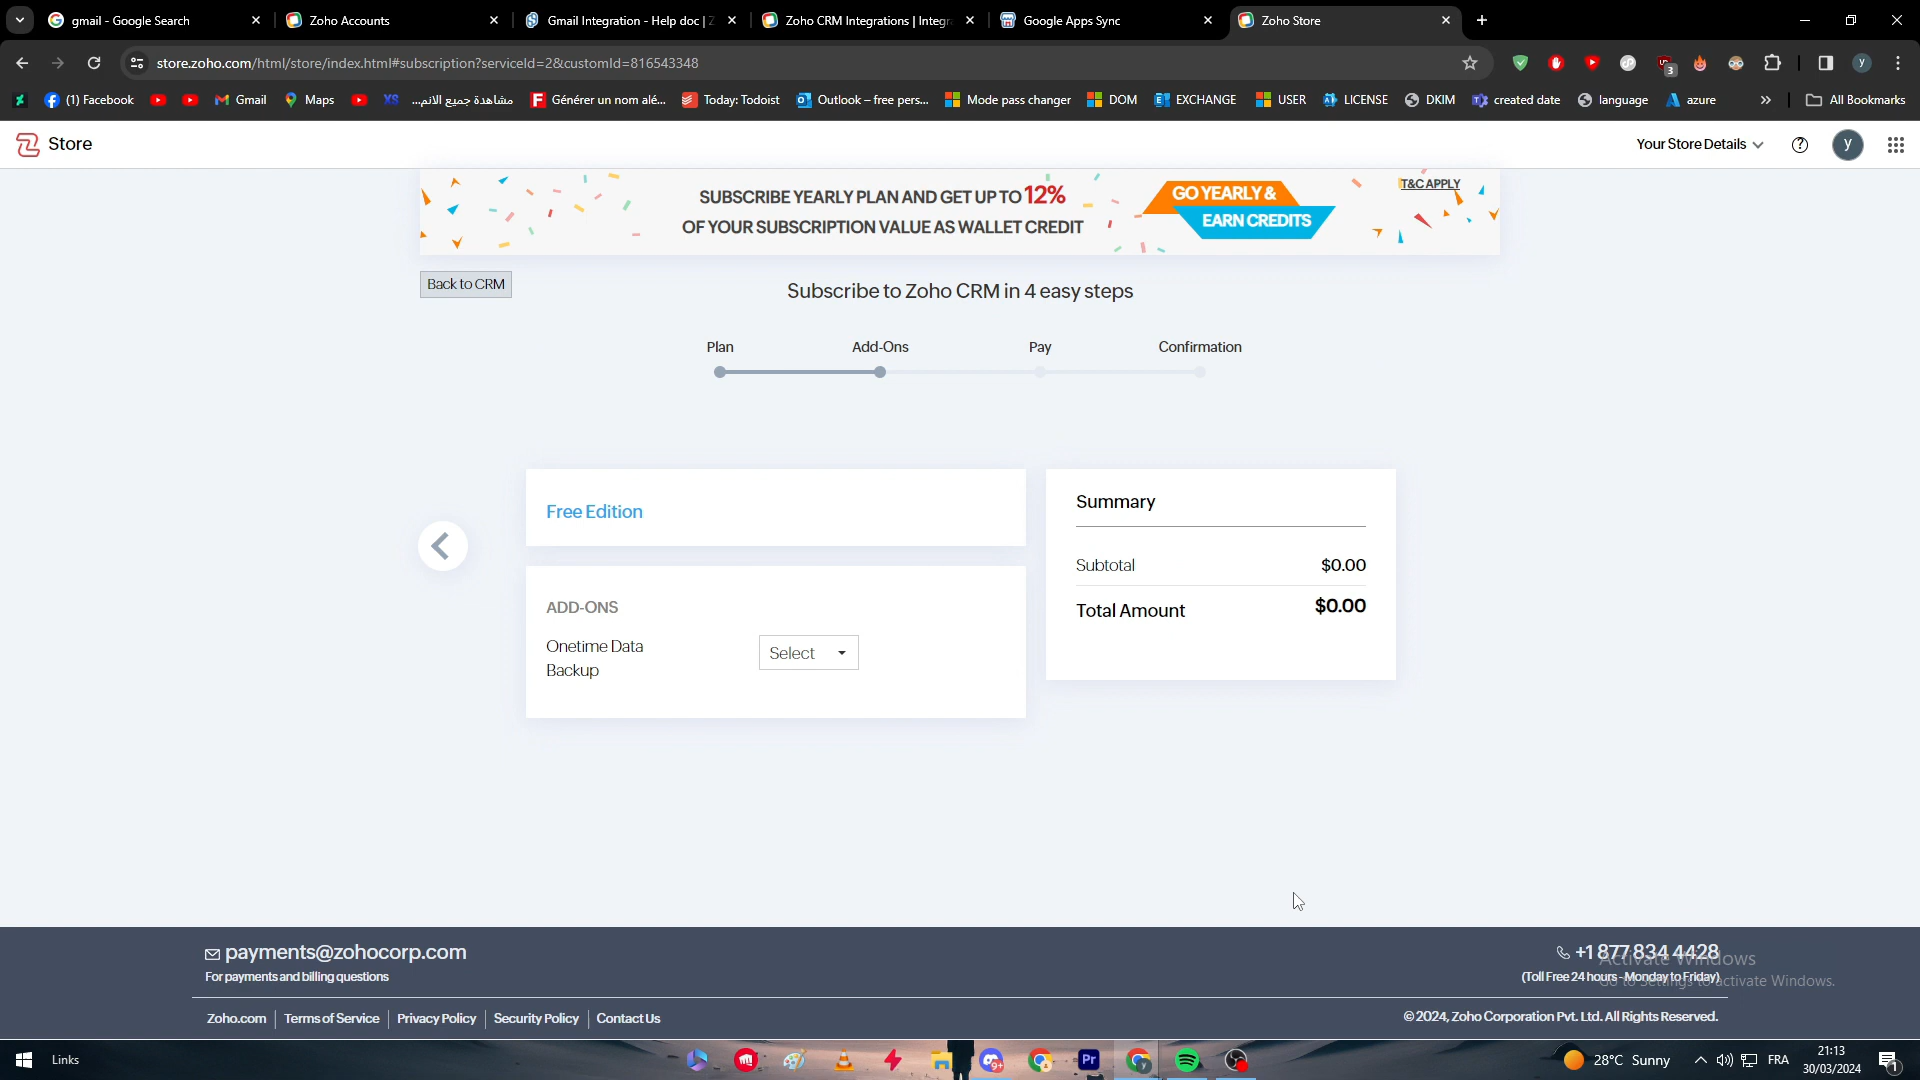 gmail - Google Search
Zoho Accounts
Gmail Integration - Help doc | Z
Zoho CRM Integrations | Integra
Google Apps Sync
Zoho Store
store.zoho.com/html/store/index.html#subscription?serviceId=2&customId=816543348
(1) Facebook
Gmail
Maps
مشاهدة جميع الانم...
Générer un nom alé...
Today: Todoist
Outlook – free pers...
Mode pass changer
DOM
EXCHANGE
USER
LICENSE
DKIM
created date
language
azure
All Bookmarks
Store
Your Store Details
y
SUBSCRIBE YEARLY PLAN AND GET UP TO 12%
OF YOUR SUBSCRIPTION VALUE AS WALLET CREDIT
GO YEARLY &
EARN CREDITS
T&C APPLY
Back to CRM
Subscribe to Zoho CRM in 4 easy steps
Plan
Add-Ons
Pay
Confirmation
Free Edition
ADD-ONS
Onetime Data
Backup
Select
Summary
Subtotal
$0.00
Total Amount
$0.00
payments@zohocorp.com
For payments and billing questions
+1 877 834 4428
(Toll Free 24 hours - Monday to Friday)
Activate Windows
Go to Settings to activate Windows.
Zoho.com
Terms of Service
Privacy Policy
Security Policy
Contact Us
© 2024, Zoho Corporation Pvt. Ltd. All Rights Reserved.
Links
28°C Sunny
FRA
21:13
30/03/2024